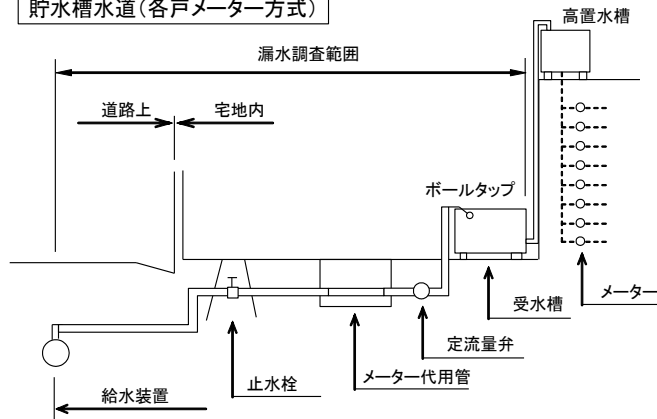 貯水槽水道(各戸メーター方式)
高置水槽
漏水調査範囲
道路上
宅地内
ボールタップ
受水槽
メーター
定流量弁
メーター代用管
止水栓
給水装置